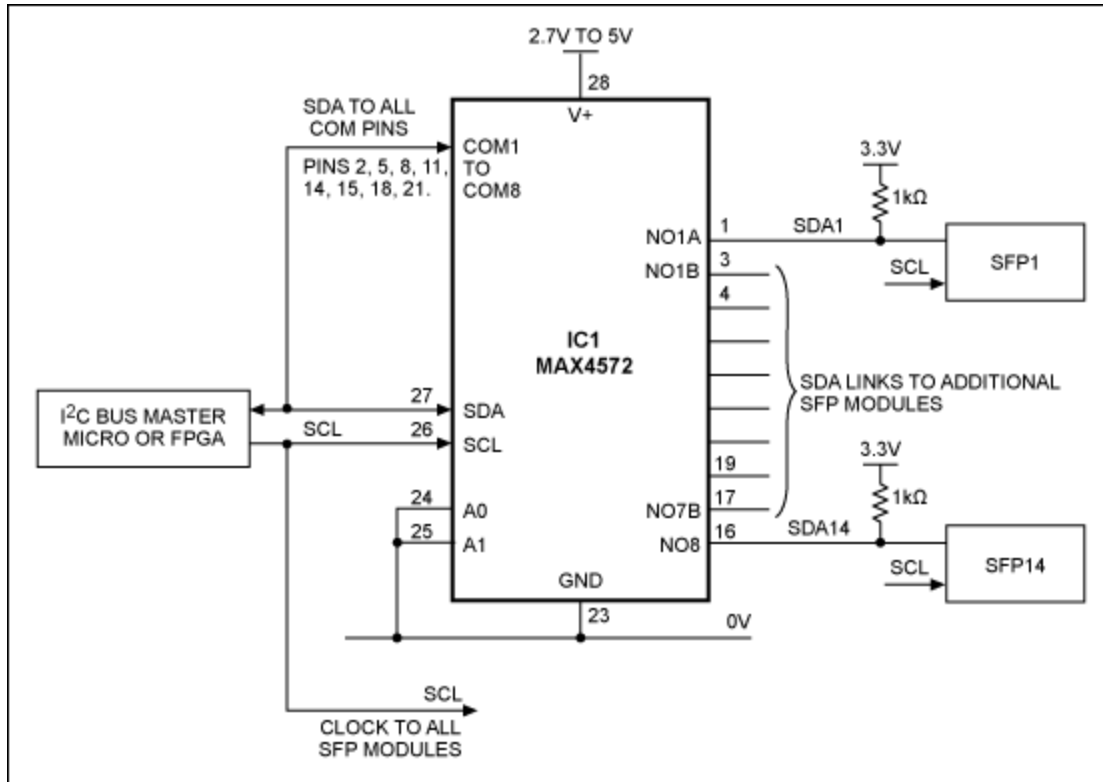 2.7V TO 5V
28
V+
SDA TO ALL
COM PINS
PINS 2, 5, 8, 11,
14, 15, 18, 21.
COM1
TO
COM8
3.3V
1kΩ
NO1A
1
SDA1
SFP1
SCL
NO1B
3
4
IC1
MAX4572
SDA LINKS TO ADDITIONAL
SFP MODULES
I²C BUS MASTER
MICRO OR FPGA
27
SDA
SCL
26
SCL
19
3.3V
1kΩ
24
A0
NO7B
17
25
A1
NO8
16
SDA14
SCL
SFP14
GND
23
0V
SCL
CLOCK TO ALL
SFP MODULES